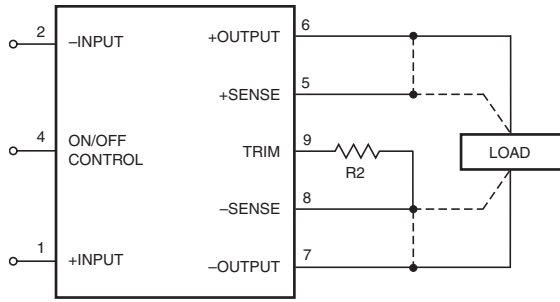 2
–INPUT
4
ON/OFF
CONTROL
1
+INPUT
+OUTPUT
6
+SENSE
5
TRIM
9
R2
–SENSE
8
–OUTPUT
7
LOAD